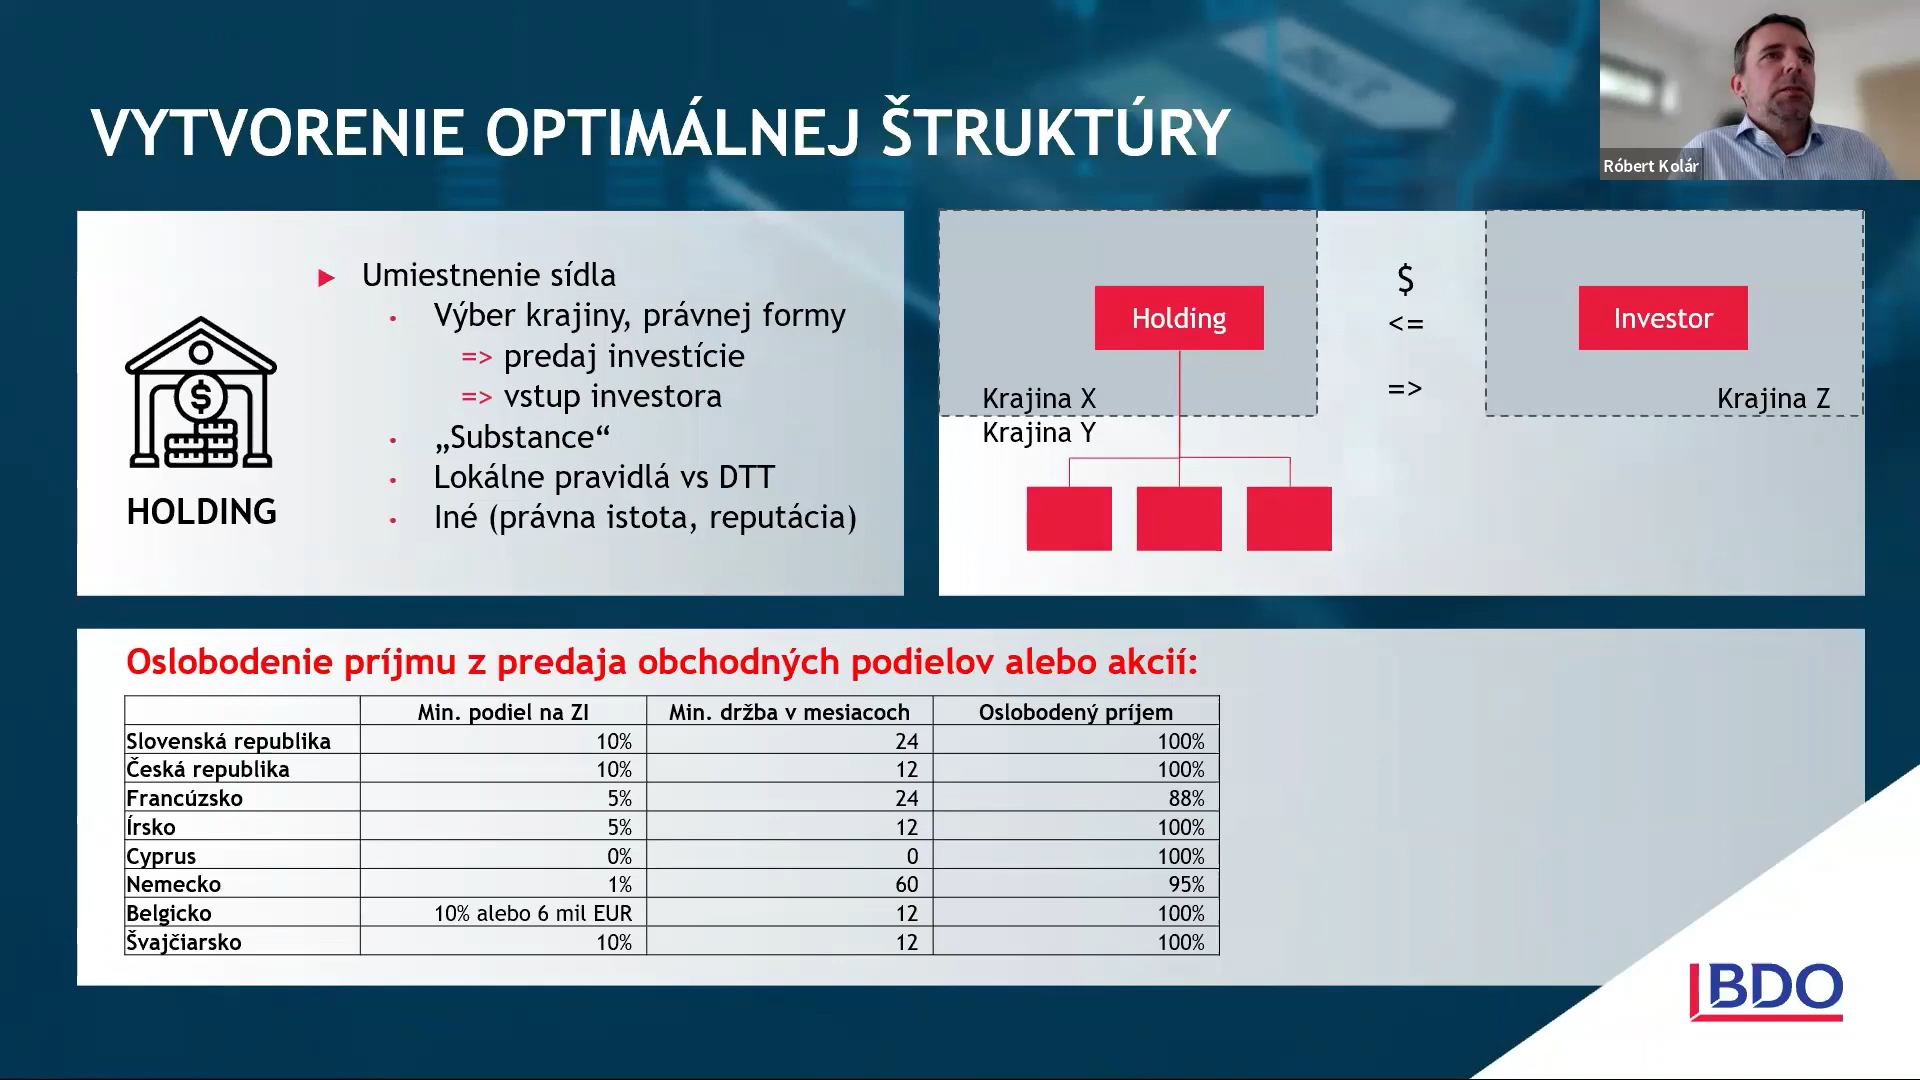 VYTVORENIE OPTIMÁLNEJ ŠTRUKTÚRY
Róbert Kolár
► Umiestnenie sídla
• Výber krajiny, právnej formy
=> predaj investície
=> vstup investora
• „Substance“
• Lokálne pravidlá vs DTT
• Iné (právna istota, reputácia)
$
HOLDING
Holding
Krajina X
Krajina Y
$
<=
=>
Investor
Krajina Z
Oslobodenie príjmu z predaja obchodných podielov alebo akcií:
Min. podiel na ZI Min. držba v mesiacoch Oslobodený príjem
Slovenská republika 10% 24 100%
Česká republika 10% 12 100%
Francúzsko 5% 24 88%
Írsko 5% 12 100%
Cyprus 0% 0 100%
Nemecko 1% 60 95%
Belgicko 10% alebo 6 mil EUR 12 100%
Švajčiarsko 10% 12 100%
BDO